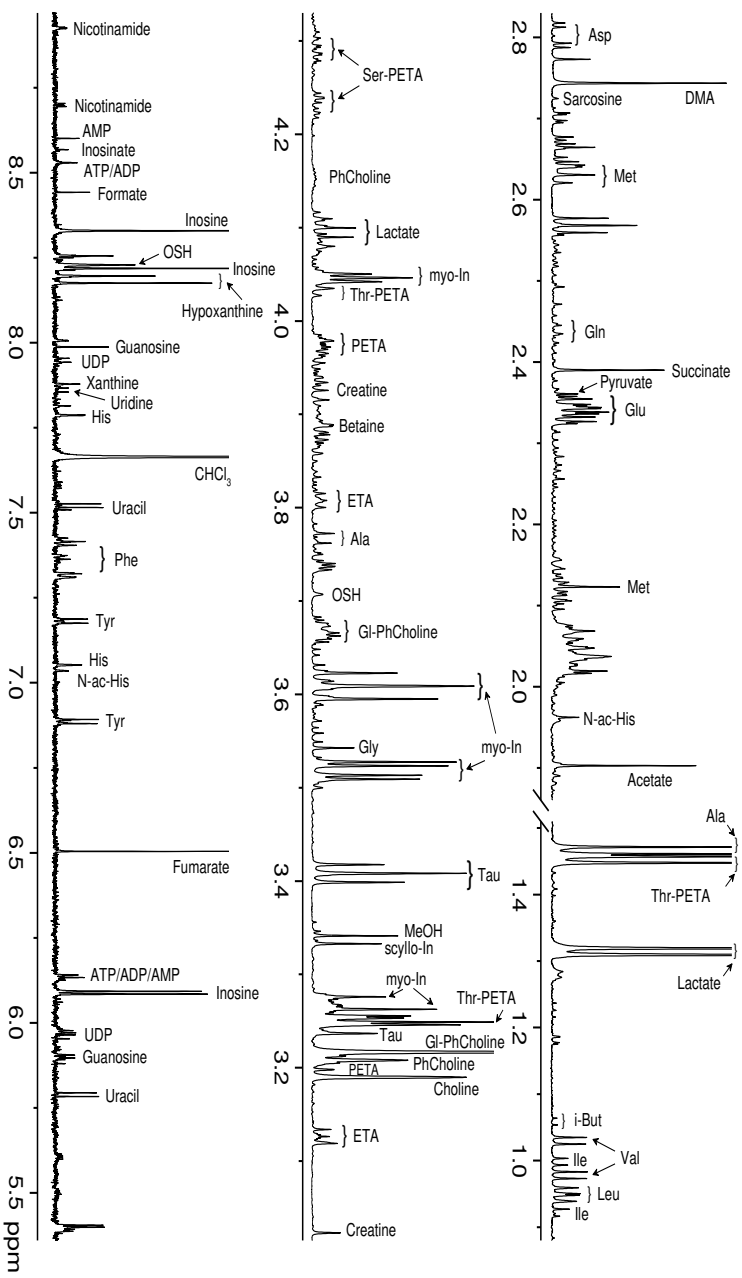 Nicotinamide
Nicotinamide
AMP
Inosinate
ATP/ADP
Formate
Inosine
OSH
Inosine
Hypoxanthine
Guanosine
UDP
Xanthine
Uridine
His
CHCl3
Uracil
Phe
Tyr
His
N-ac-His
Tyr
Fumarate
ATP/ADP/AMP
Inosine
UDP
Guanosine
Uracil
8.5
8.0
7.5
7.0
6.5
6.0
5.5
ppm
Ser-PETA
PhCholine
Lactate
myo-In
Thr-PETA
PETA
Creatine
Betaine
ETA
Ala
OSH
Gl-PhCholine
myo-In
Gly
Tau
MeOH
scyllo-In
myo-In
Thr-PETA
Tau
Gl-PhCholine
PhCholine
PETA
Choline
ETA
Creatine
4.2
4.0
3.8
3.6
3.4
3.2
Asp
DMA
Sarcosine
Met
Gln
Succinate
Pyruvate
Glu
Met
N-ac-His
Acetate
Ala
Thr-PETA
Lactate
i-But
Val
Ile
Leu
Ile
2.8
2.6
2.4
2.2
2.0
1.4
1.2
1.0